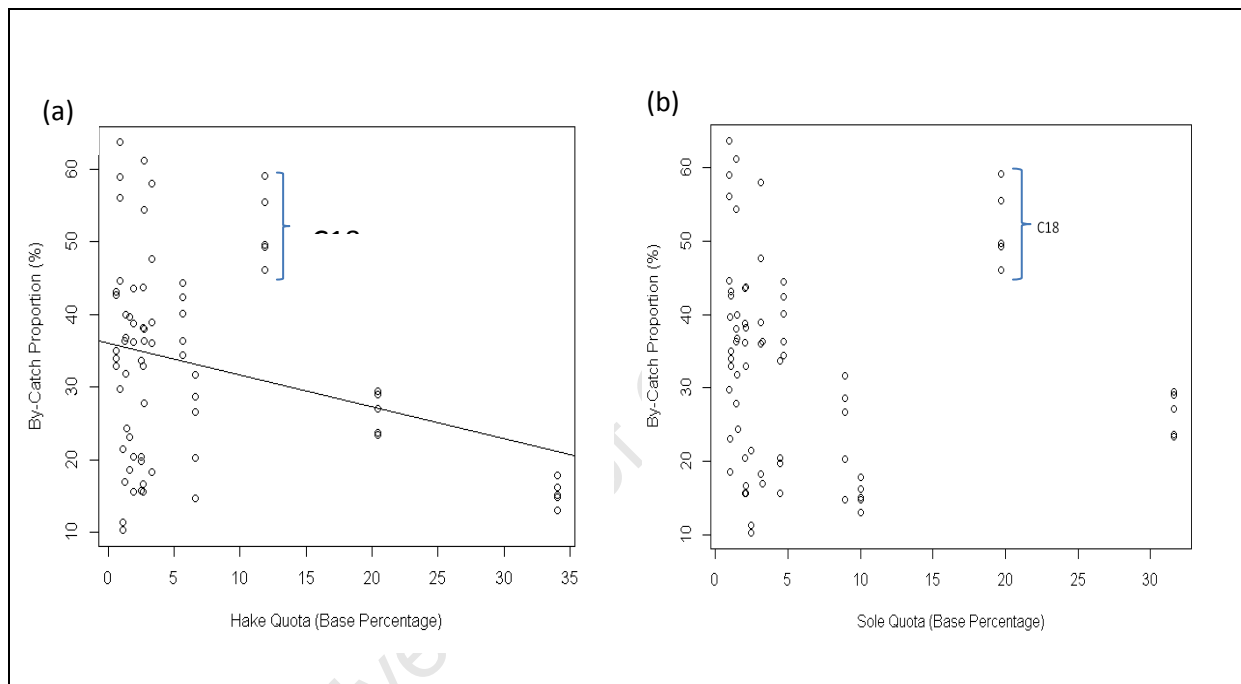 (a)
(b)
By-Catch Proportion (%)
60
50
40
30
20
10
0 5 10 15 20 25 30 35
Hake Quota (Base Percentage)
By-Catch Proportion (%)
60
50
40
30
20
10
C18
0 5 10 15 20 25 30
Sole Quota (Base Percentage)